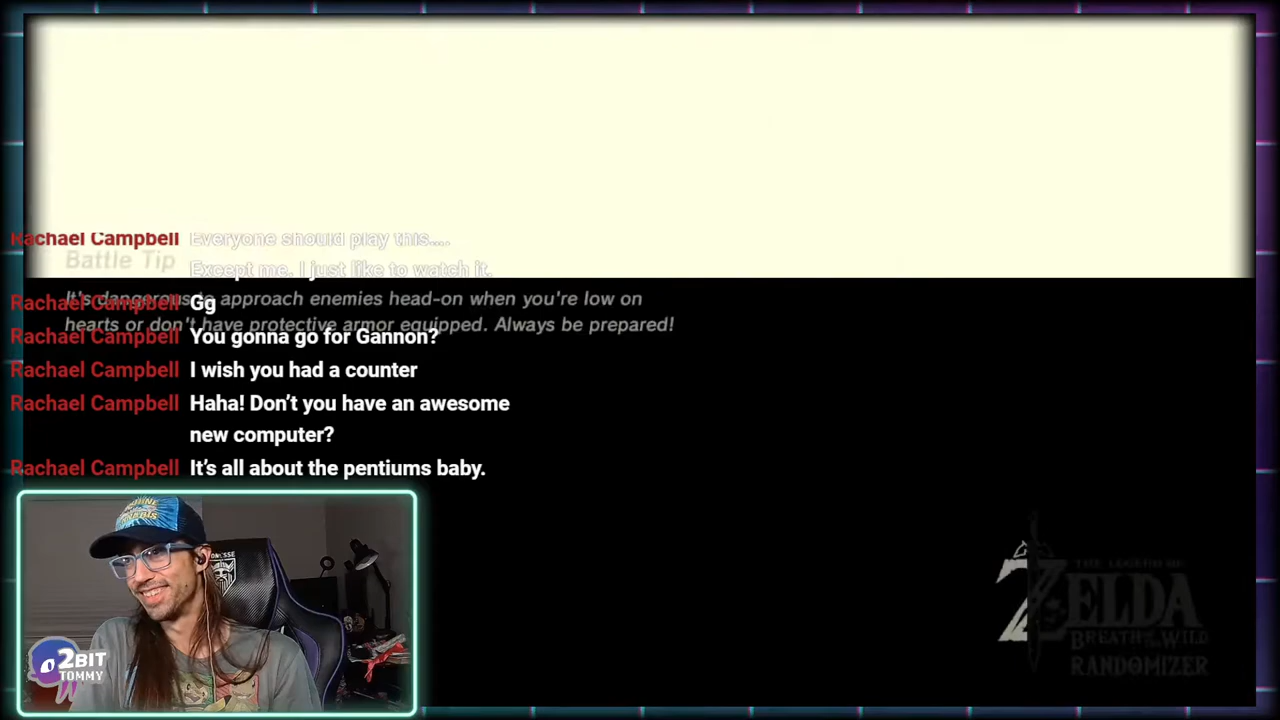 Rachael Campbell Everyone should play this....
Battle Tip
Except me. I just like to watch it.
It's dangerous to approach enemies head-on when you're low on
Rachael Campbell Gg
hearts or don't have protective armor equipped. Always be prepared!
Rachael Campbell You gonna go for Gannon?
Rachael Campbell I wish you had a counter
Rachael Campbell Haha! Don’t you have an awesome
new computer?
Rachael Campbell It’s all about the pentiums baby.
2BIT
TOMMY
THE LEGEND OF
ZELDA
BREATH OF THE WILD
RANDOMIZER